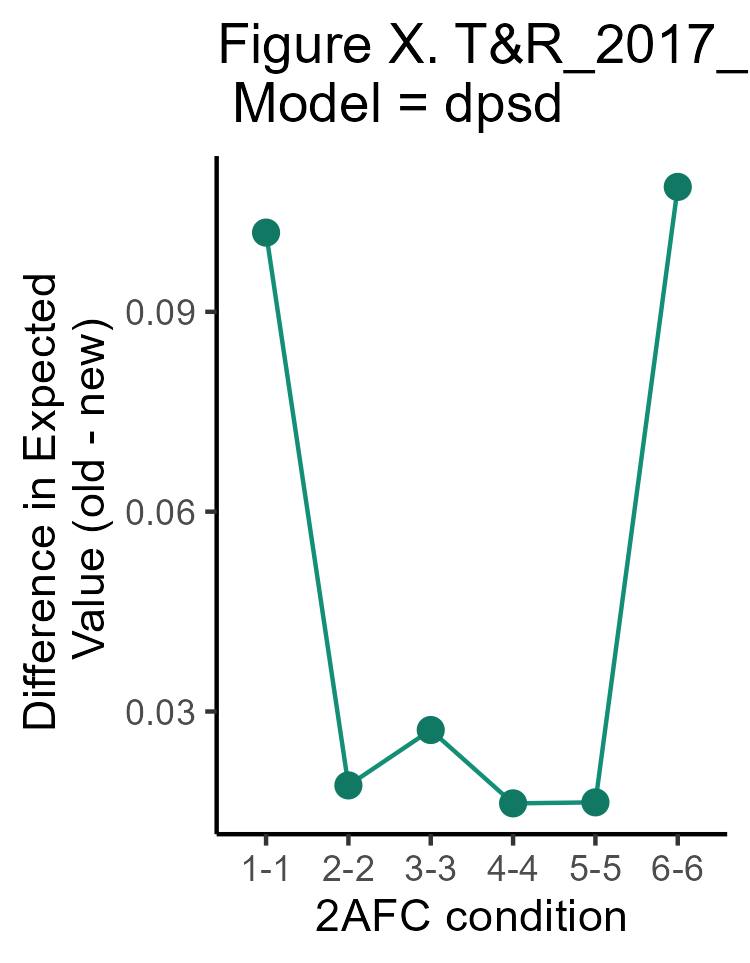 Figure X. T&R_2017_
Model = dpsd
Difference in Expected
Value (old - new)
0.09
0.06
0.03
1-1 2-2 3-3 4-4 5-5 6-6
2AFC condition